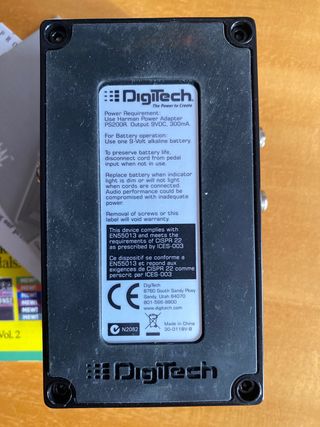 DigiTech
The Power to Create
Power Requirement:
Use Harman Power Adapter
PS200R. Output 9VDC, 300mA.
For Battery operation:
Use one 9-Volt alkaline battery.
To preserve battery life,
disconnect cord from pedal
input when not in use.
Replace battery when indicator
light is dim or will not light
when cords are connected.
Audio performance could be
compromised with inadequate
power.
Removal of screws or this
label will void warranty.
This device complies with
EN55013 and meets the
requirements of CISPR 22
as prescribed by ICES-003
Ce dispositif se conforme a
EN55013 et repond aux
exigences de CISPR 22 comme
perscript en ICES-003
CE
DigiTech
8760 South Sandy Pkwy
Sandy, Utah 84070
801-566-8800
www.digitech.com
N2082
Made in China
30-0118V-B
DigiTech
Vol. 2